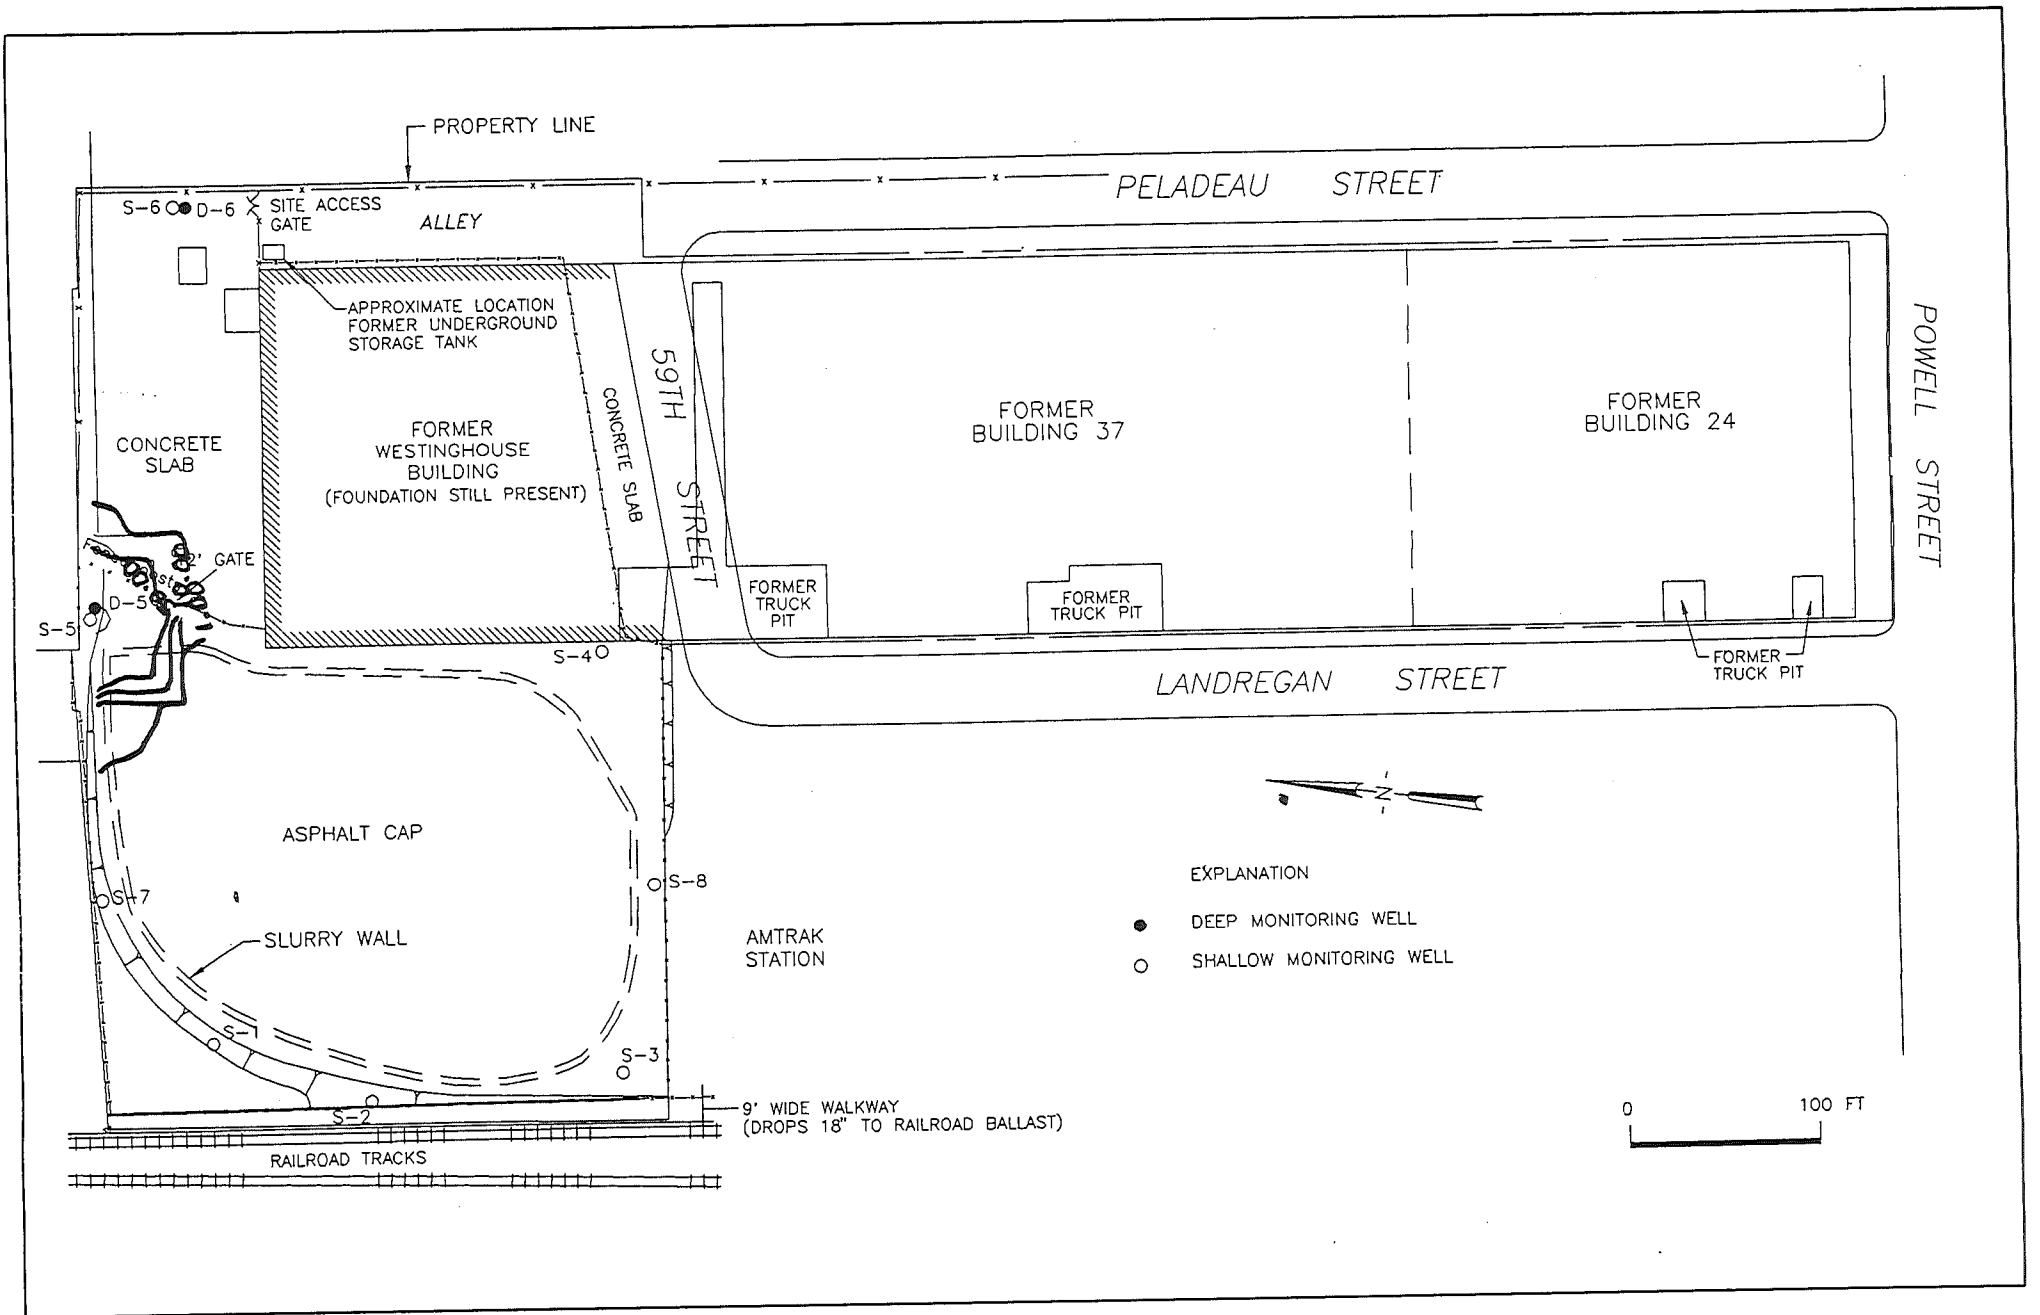 PROPERTY LINE
PELADEAU STREET
S-6
D-6
SITE ACCESS
GATE
ALLEY
APPROXIMATE LOCATION
FORMER UNDERGROUND
STORAGE TANK
59TH STREET
POWELL STREET
CONCRETE
SLAB
FORMER
WESTINGHOUSE
BUILDING
(FOUNDATION STILL PRESENT)
CONCRETE SLAB
FORMER
BUILDING 37
FORMER
BUILDING 24
2' GATE
D-5
S-5
S-4
FORMER
TRUCK
PIT
FORMER
TRUCK PIT
FORMER
TRUCK PIT
LANDREGAN STREET
N
ASPHALT CAP
S-7
S-8
SLURRY WALL
AMTRAK
STATION
EXPLANATION
DEEP MONITORING WELL
SHALLOW MONITORING WELL
S-1
S-3
S-2
9' WIDE WALKWAY
(DROPS 18" TO RAILROAD BALLAST)
RAILROAD TRACKS
0 100 FT